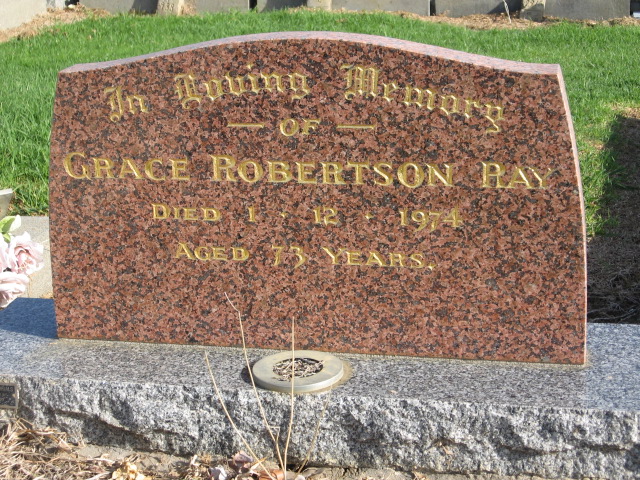 In Loving Memory
— OF —
GRACE ROBERTSON RAY
DIED 1 · 12 · 1974
AGED 73 YEARS.